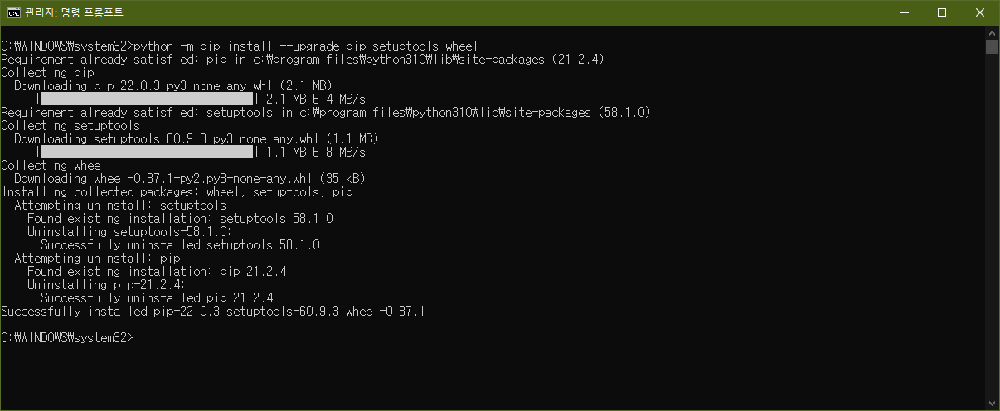 관리자: 명령 프롬프트
C:\WINDOWS\system32>python -m pip install --upgrade pip setuptools wheel
Requirement already satisfied: pip in c:\program files\python310\lib\site-packages (21.2.4)
Collecting pip
  Downloading pip-22.0.3-py3-none-any.whl (2.1 MB)
     |████████████████████████████████| 2.1 MB 6.4 MB/s
Requirement already satisfied: setuptools in c:\program files\python310\lib\site-packages (58.1.0)
Collecting setuptools
  Downloading setuptools-60.9.3-py3-none-any.whl (1.1 MB)
     |████████████████████████████████| 1.1 MB 6.8 MB/s
Collecting wheel
  Downloading wheel-0.37.1-py2.py3-none-any.whl (35 kB)
Installing collected packages: wheel, setuptools, pip
  Attempting uninstall: setuptools
    Found existing installation: setuptools 58.1.0
    Uninstalling setuptools-58.1.0:
      Successfully uninstalled setuptools-58.1.0
  Attempting uninstall: pip
    Found existing installation: pip 21.2.4
    Uninstalling pip-21.2.4:
      Successfully uninstalled pip-21.2.4
Successfully installed pip-22.0.3 setuptools-60.9.3 wheel-0.37.1
C:\WINDOWS\system32>